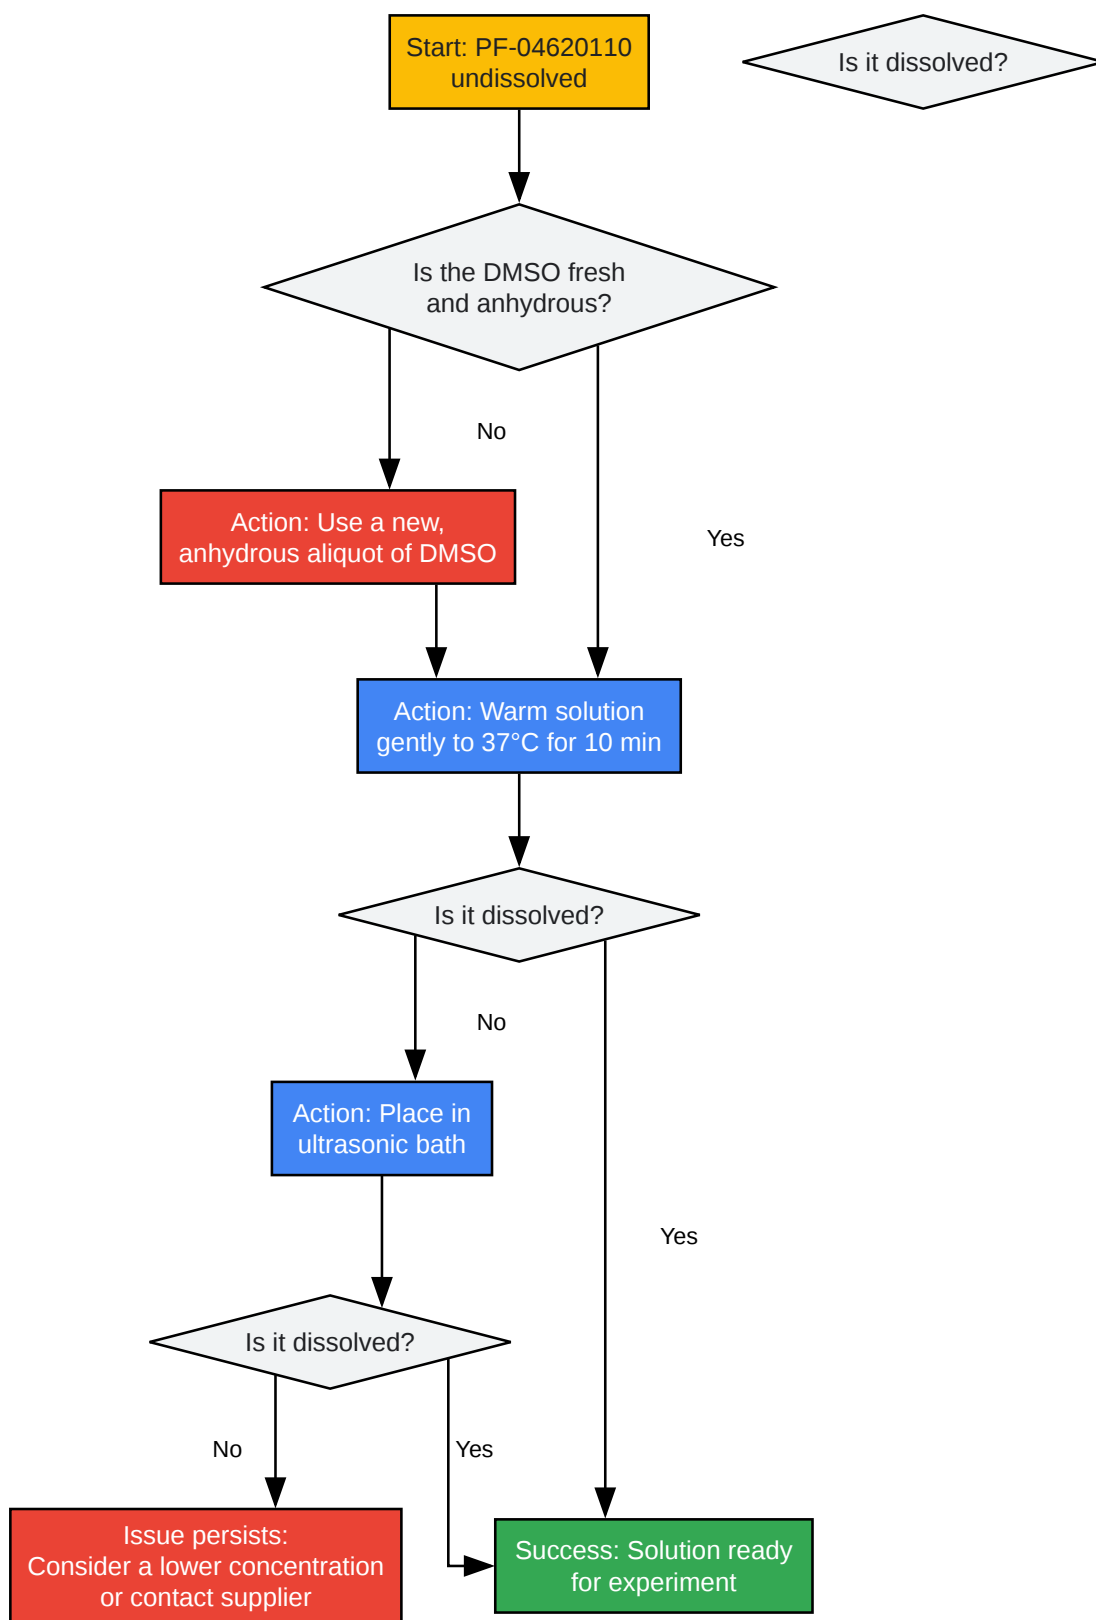 Start: PF-04620110
undissolved
Is it dissolved?
Is the DMSO fresh
and anhydrous?
No
Action: Use a new,
anhydrous aliquot of DMSO
Yes
Action: Warm solution
gently to 37°C for 10 min
Is it dissolved?
No
Action: Place in
ultrasonic bath
Yes
Is it dissolved?
No
Yes
Issue persists:
Consider a lower concentration
or contact supplier
Success: Solution ready
for experiment